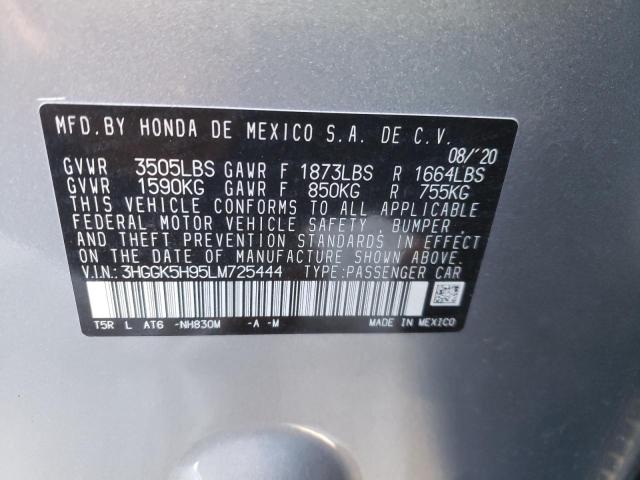 MFD.BY HONDA DE MEXICO S.A. DE C.V.
08/'20
GVWR 3505LBS GAWR F 1873LBS R 1664LBS
GVWR 1590KG GAWR F 850KG R 755KG
THIS VEHICLE CONFORMS TO ALL APPLICABLE
FEDERAL MOTOR VEHICLE SAFETY , BUMPER ,
AND THEFT PREVENTION STANDARDS IN EFFECT
ON THE DATE OF MANUFACTURE SHOWN ABOVE.
V.I.N.:3HGGK5H95LM725444 TYPE:PASSENGER CAR
T5R L AT6 -NH830M -A -M MADE IN MEXICO